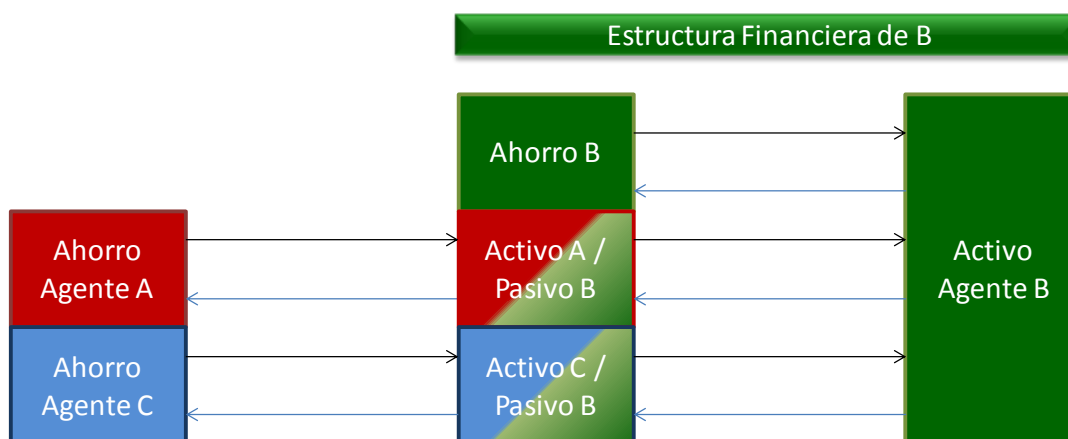 Estructura Financiera de B
Ahorro B
Ahorro
Agente A
Activo A /
Pasivo B
Activo
Agente B
Ahorro
Agente C
Activo C /
Pasivo B